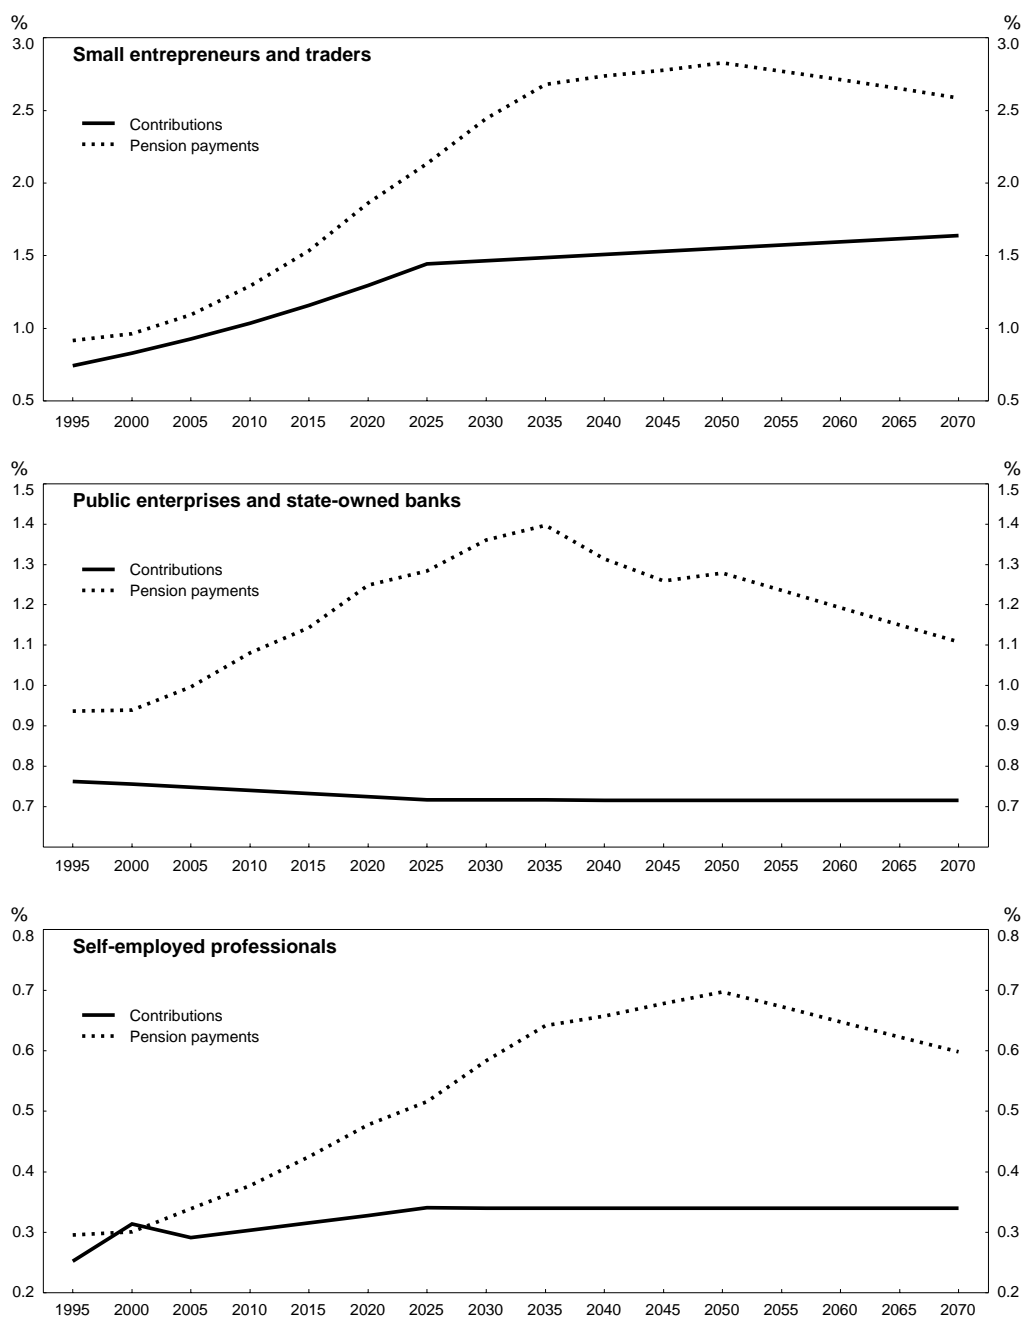 % %
3.0 Small entrepreneurs and traders 3.0
2.5 2.5
Contributions
Pension payments
2.0 2.0
1.5 1.5
1.0 1.0
0.5 0.5
1995 2000 2005 2010 2015 2020 2025 2030 2035 2040 2045 2050 2055 2060 2065 2070
% %
1.5 Public enterprises and state-owned banks 1.5
1.4 1.4
Contributions
1.3 1.3
Pension payments
1.2 1.2
1.1 1.1
1.0 1.0
0.9 0.9
0.8 0.8
0.7 0.7
1995 2000 2005 2010 2015 2020 2025 2030 2035 2040 2045 2050 2055 2060 2065 2070
% %
0.8 Self-employed professionals 0.8
0.7 0.7
Contributions
Pension payments
0.6 0.6
0.5 0.5
0.4 0.4
0.3 0.3
0.2 0.2
1995 2000 2005 2010 2015 2020 2025 2030 2035 2040 2045 2050 2055 2060 2065 2070